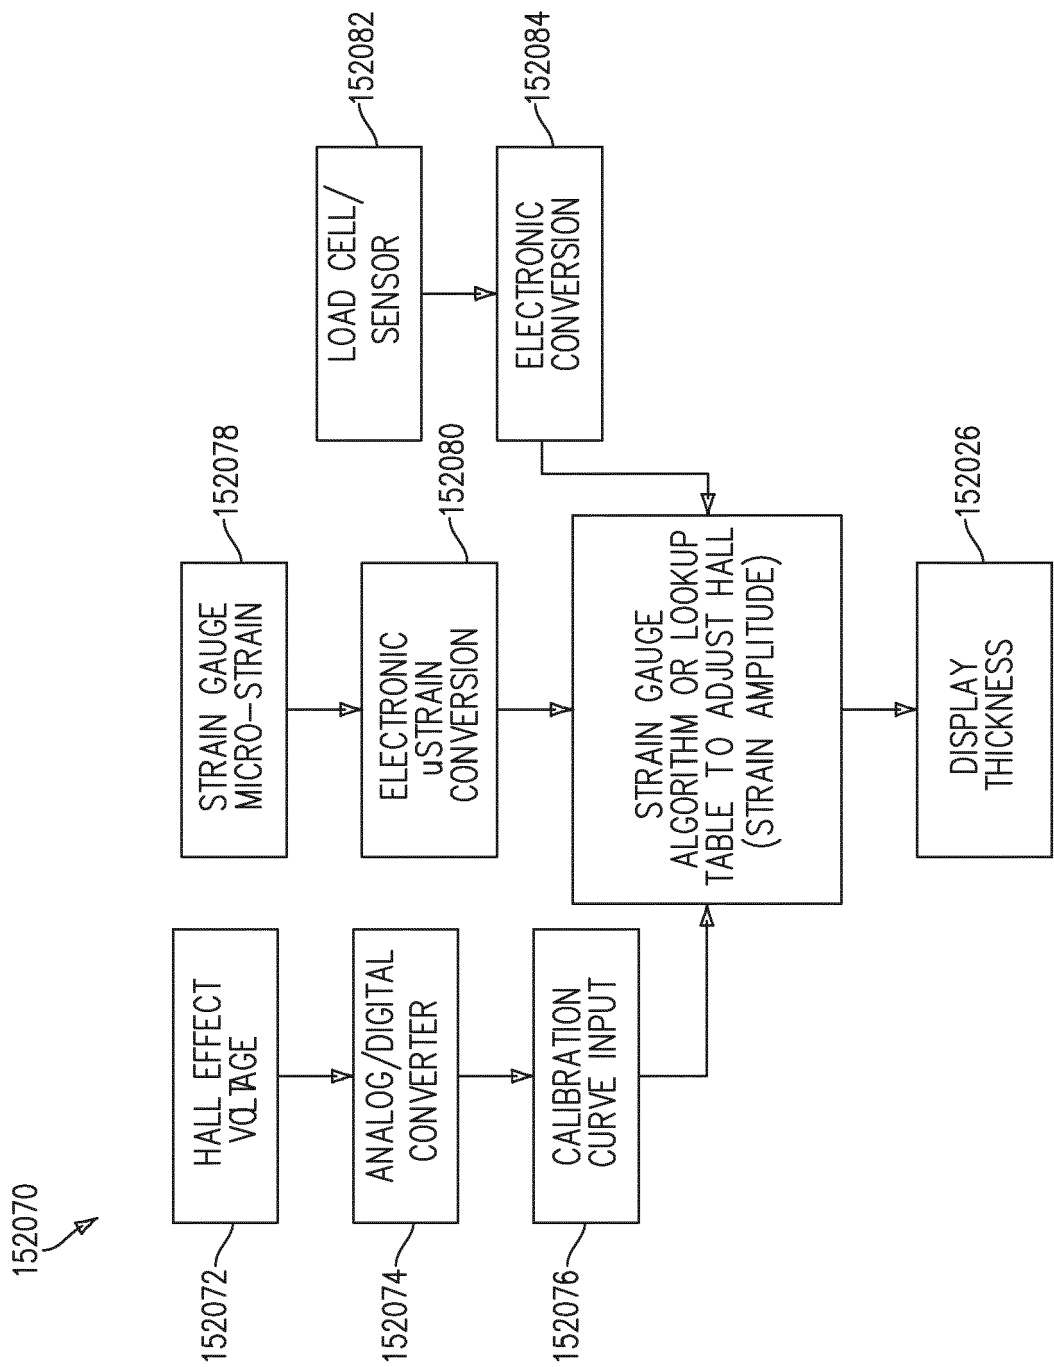 152070
152072
HALL EFFECT
VOLTAGE
152074
ANALOG/DIGITAL
CONVERTER
152076
CALIBRATION
CURVE INPUT
152078
STRAIN GAUGE
MICRO-STRAIN
152080
ELECTRONIC
uSTRAIN
CONVERSION
152082
LOAD CELL/
SENSOR
152084
ELECTRONIC
CONVERSION
STRAIN GAUGE
ALGORITHM OR LOOKUP
TABLE TO ADJUST HALL
(STRAIN AMPLITUDE)
152026
DISPLAY
THICKNESS